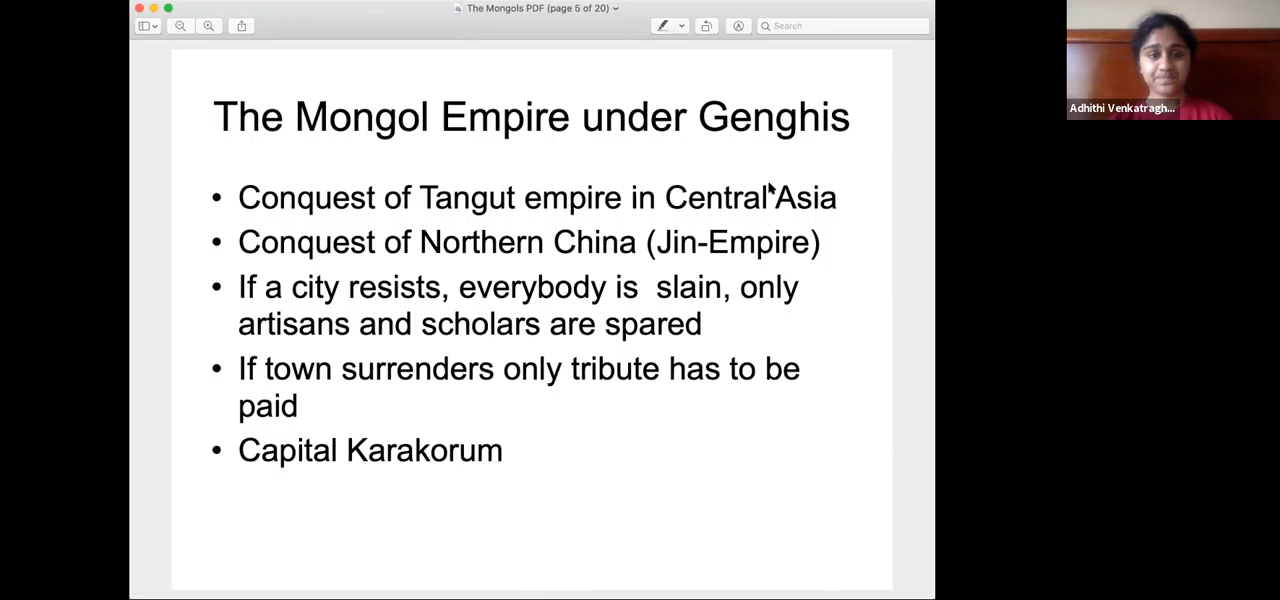 The Mongols PDF (page 5 of 20)
Search
The Mongol Empire under Genghis
• Conquest of Tangut empire in Central Asia
• Conquest of Northern China (Jin-Empire)
• If a city resists, everybody is  slain, only
artisans and scholars are spared
• If town surrenders only tribute has to be
paid
• Capital Karakorum
Adhithi Venkatragh...